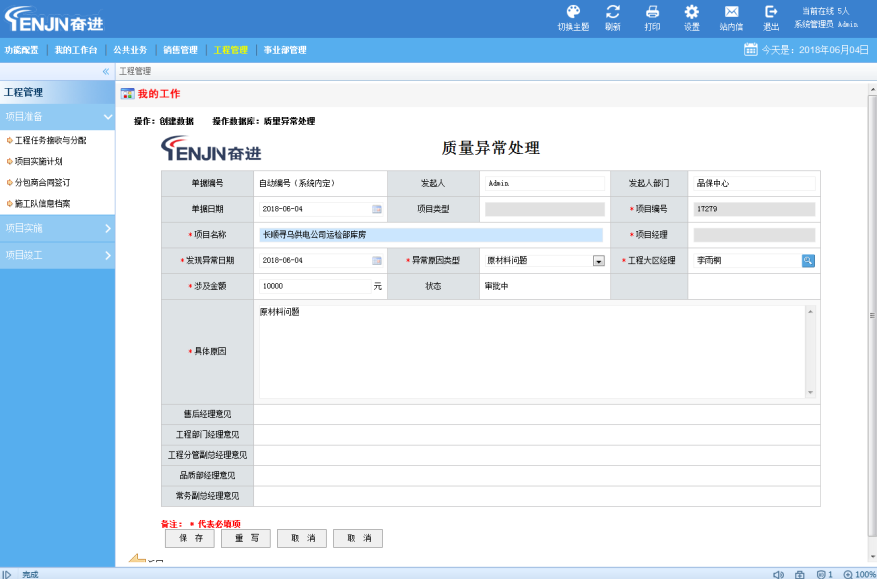 TENJIN奋进
切换主题 刷新 打印 设置 站内信 退出
当前在线 5人
系统管理员 Admin
功能配置 我的工作台 公共业务 销售管理 工程管理 事业部管理 今天是：2018年06月04日
工程管理
工程管理
我的工作
项目准备
操作：创建数据 操作数据库：质量异常处理
工程任务接收与分配
项目实施计划
分包商合同签订
施工队信息档案
项目实施
项目竣工
TENJIN奋进
质量异常处理
单据编号 自动编号（系统内定） 发起人 Admin 发起人部门 品保中心
单据日期 2018-06-04 项目类型 * 项目编号 17279
* 项目名称 长顺寻乌供电公司运检部库房 * 项目经理
* 发现异常日期 2018-06-04 * 异常原因类型 原材料问题 * 工程大区经理 李雨桐
* 涉及金额 10000 元 状态 审批中
* 具体原因 原材料问题
售后经理意见
工程部门经理意见
工程分管副总经理意见
品质部经理意见
常务副总经理意见
备注： * 代表必填项
保 存 重 写 取 消 取 消
完成 1 100%